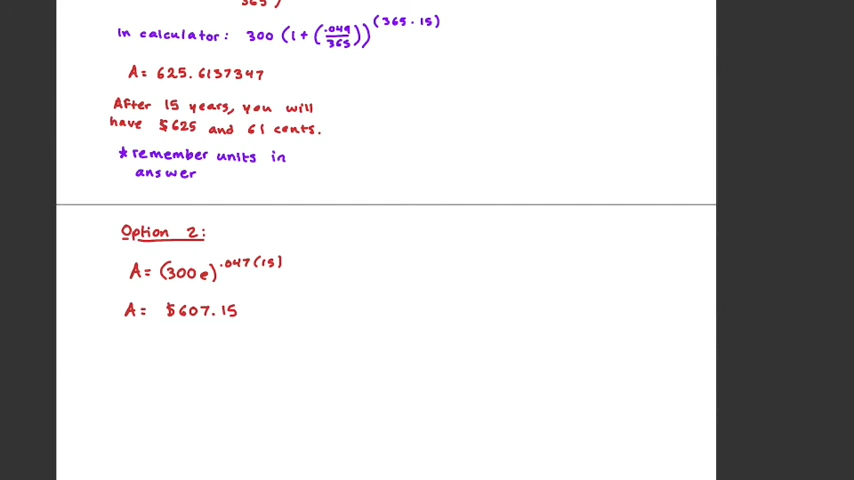 365
In calculator: 300 (1 + (.049/365))^(365 · 15)
A = 625.6137347
After 15 years, you will
have $625 and 61 cents.
*remember units in
answer
Option 2:
A = (300e)^.047(15)
A = $607.15